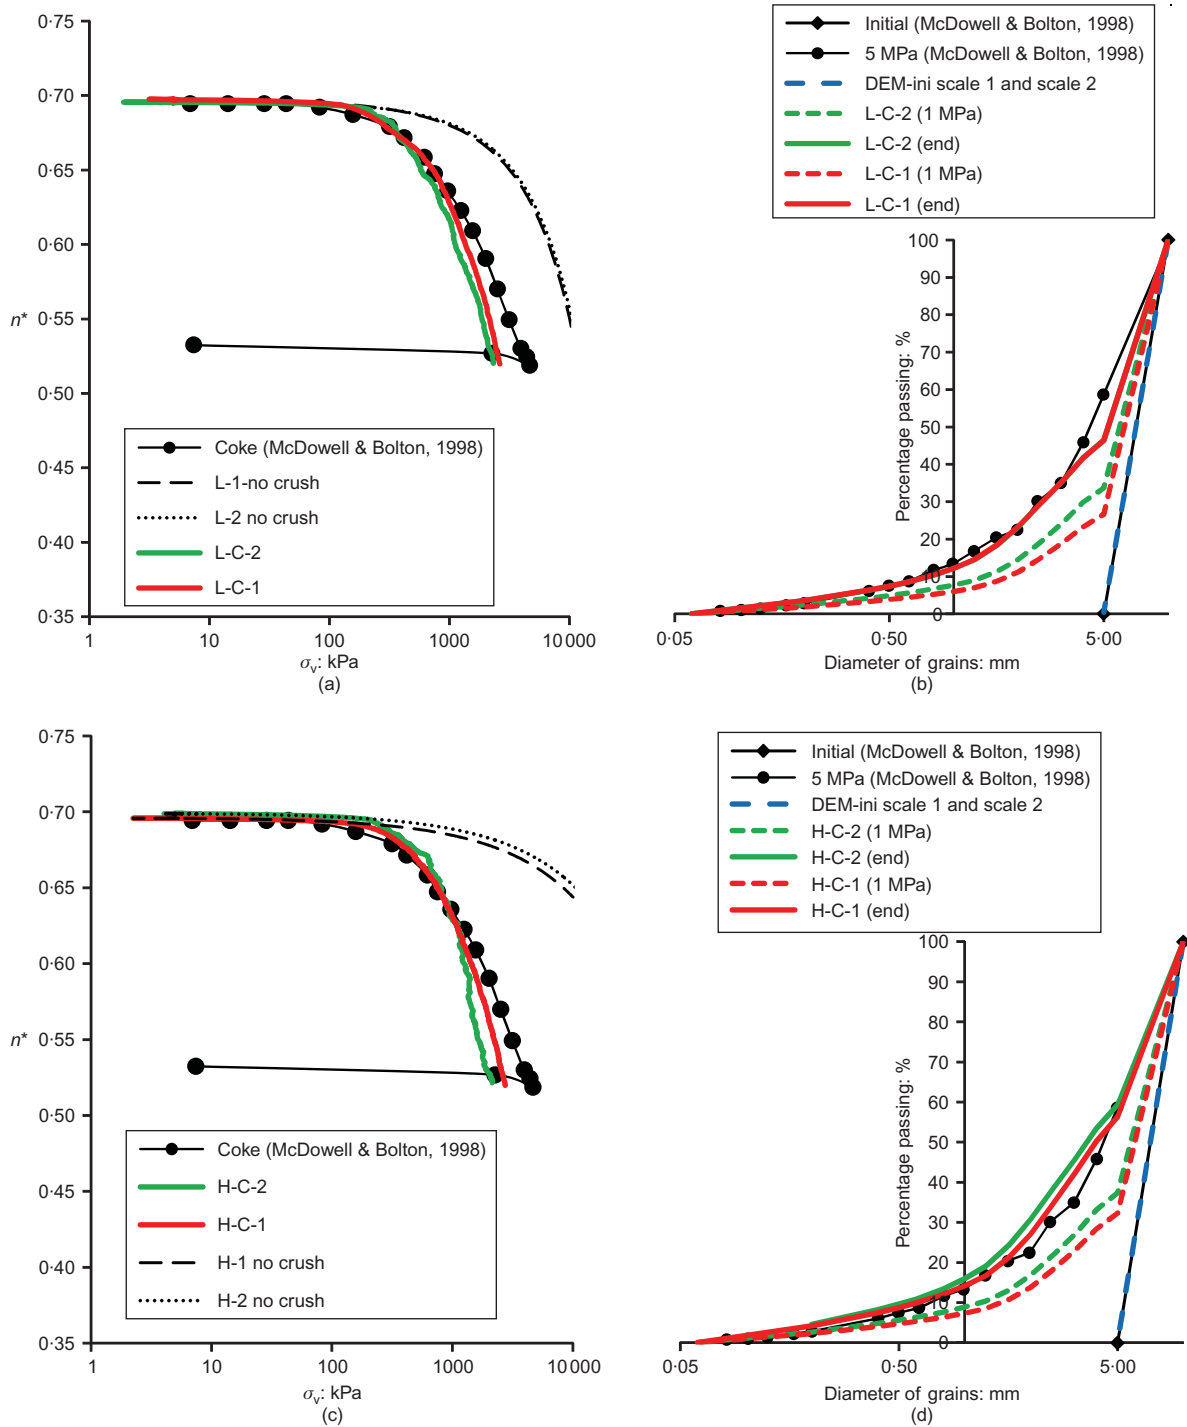 0·75
0·70
0·65
0·60
0·55
n*
0·50
0·45
0·40
0·35
Coke (McDowell & Bolton, 1998)
L-1-no crush
L-2 no crush
L-C-2
L-C-1
1
10
100
1000
10 000
σv: kPa
(a)
Initial (McDowell & Bolton, 1998)
5 MPa (McDowell & Bolton, 1998)
DEM-ini scale 1 and scale 2
L-C-2 (1 MPa)
L-C-2 (end)
L-C-1 (1 MPa)
L-C-1 (end)
Percentage passing: %
100
90
80
70
60
50
40
30
20
10
0
0·05
0·50
5·00
Diameter of grains: mm
(b)
0·75
0·70
0·65
0·60
0·55
n*
0·50
0·45
0·40
0·35
Coke (McDowell & Bolton, 1998)
H-C-2
H-C-1
H-1 no crush
H-2 no crush
1
10
100
1000
10 000
σv: kPa
(c)
Initial (McDowell & Bolton, 1998)
5 MPa (McDowell & Bolton, 1998)
DEM-ini scale 1 and scale 2
H-C-2 (1 MPa)
H-C-2 (end)
H-C-1 (1 MPa)
H-C-1 (end)
Percentage passing: %
100
90
80
70
60
50
40
30
20
10
0
0·05
0·50
5·00
Diameter of grains: mm
(d)